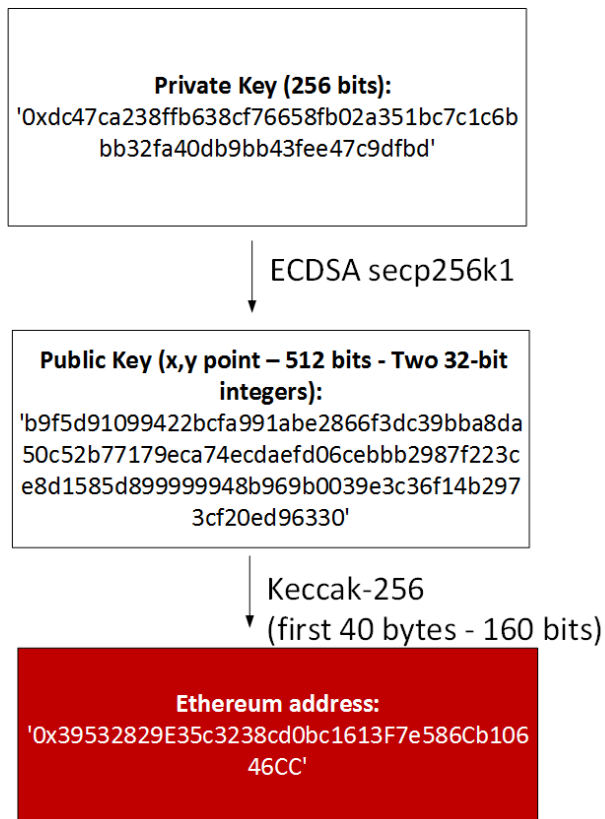 Private Key (256 bits):
'0xdc47ca238ffb638cf76658fb02a351bc7c1c6b
bb32fa40db9bb43fee47c9dfbd'
ECDSA secp256k1
Public Key (x,y point – 512 bits - Two 32-bit
integers):
'b9f5d91099422bcfa991abe2866f3dc39bba8da
50c52b77179eca74ecdaefd06cebbb2987f223c
e8d1585d899999948b969b0039e3c36f14b297
3cf20ed96330'
Keccak-256
(first 40 bytes - 160 bits)
Ethereum address:
'0x39532829E35c3238cd0bc1613F7e586Cb106
46CC'